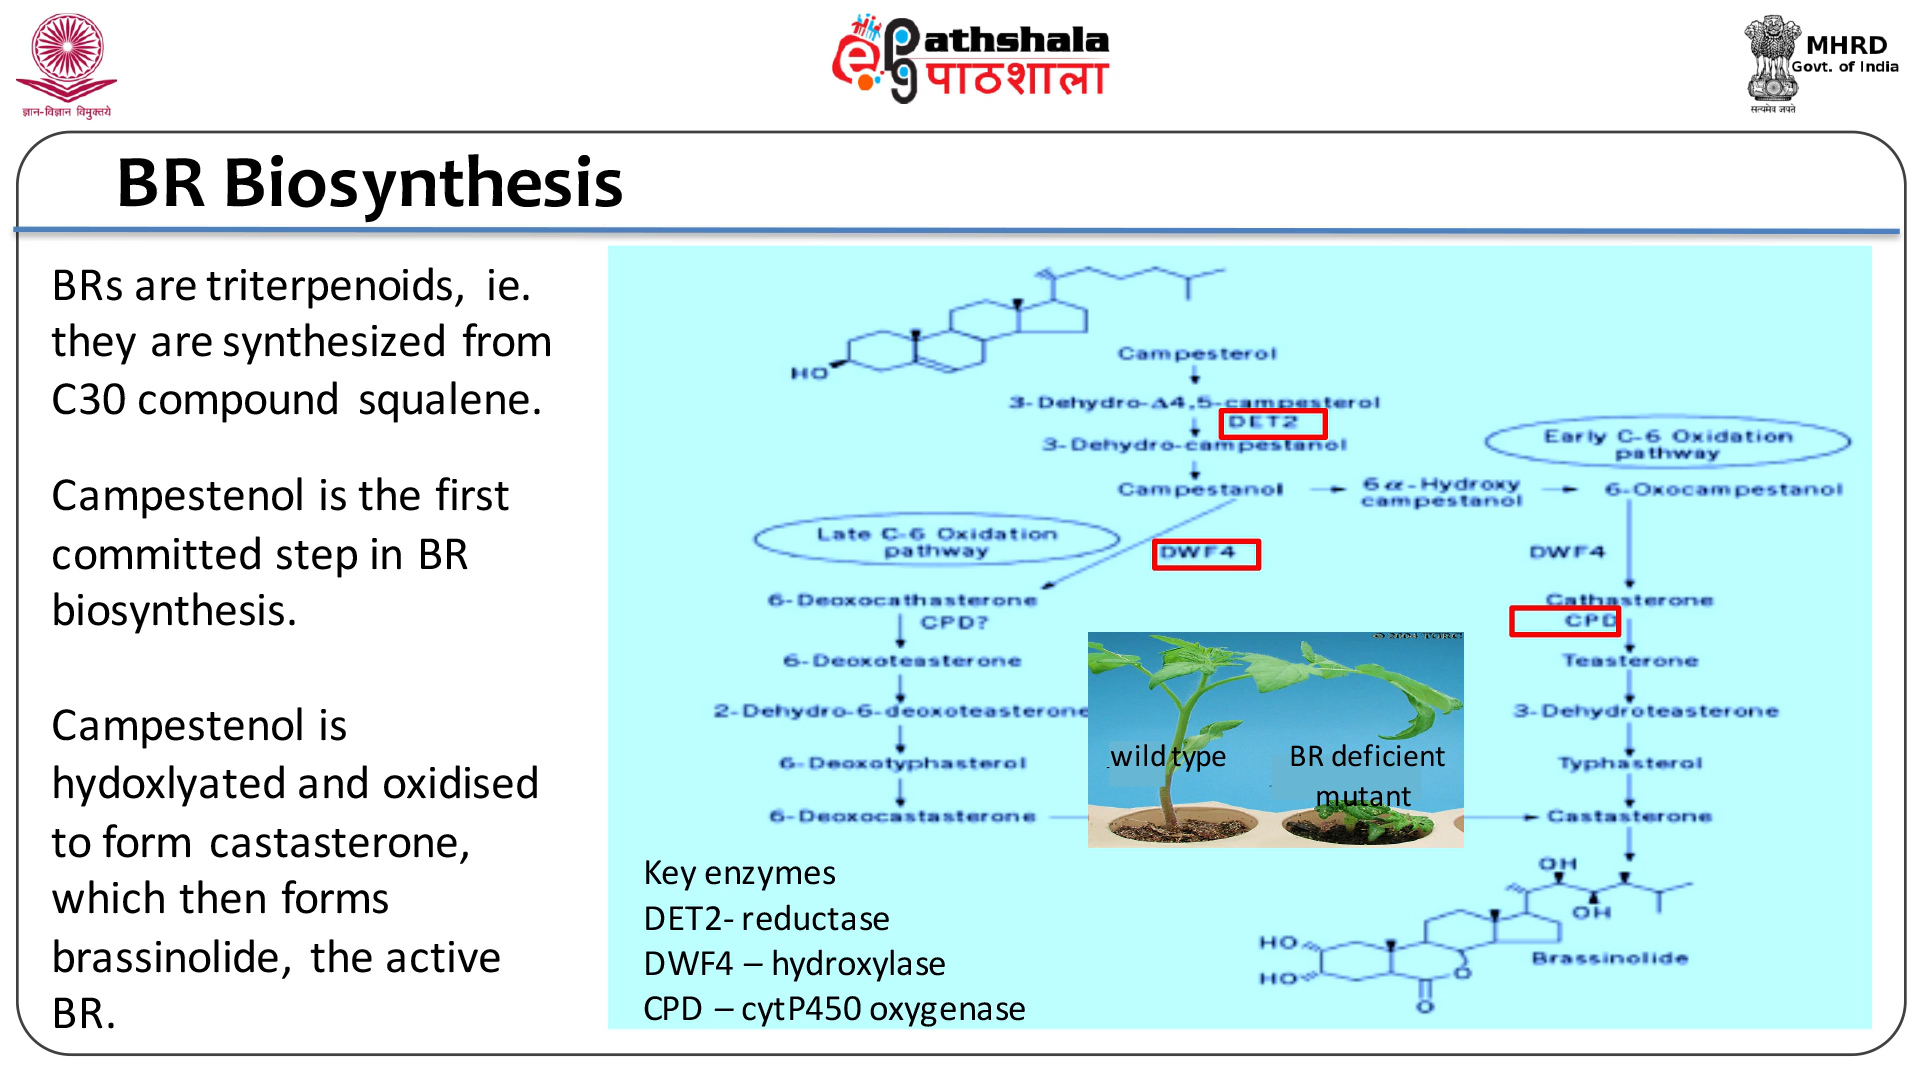 ज्ञान-विज्ञान विमुक्तये
ePathshala
पाठशाला
MHRD
Govt. of India
सत्यमेव जयते
BR Biosynthesis
BRs are triterpenoids, ie.
they are synthesized from
C30 compound squalene.
Campestenol is the first
committed step in BR
biosynthesis.
Campestenol is
hydoxlyated and oxidised
to form castasterone,
which then forms
brassinolide, the active
BR.
HO
Campesterol
3-Dehydro-Δ4,5-campesterol
DET2
3-Dehydro-campestanol
Campestanol
6α-Hydroxy
campestanol
6-Oxocampestanol
Early C-6 Oxidation
pathway
Late C-6 Oxidation
pathway
DWF4
DWF4
6-Deoxocathasterone
CPD?
6-Deoxoteasterone
2-Dehydro-6-deoxoteasterone
6-Deoxotyphasterol
6-Deoxocastasterone
Cathasterone
CPD
Teasterone
3-Dehydroteasterone
Typhasterol
Castasterone
wild type
BR deficient
mutant
OH
OH
HO
HO
O
O
Brassinolide
Key enzymes
DET2- reductase
DWF4 – hydroxylase
CPD – cytP450 oxygenase